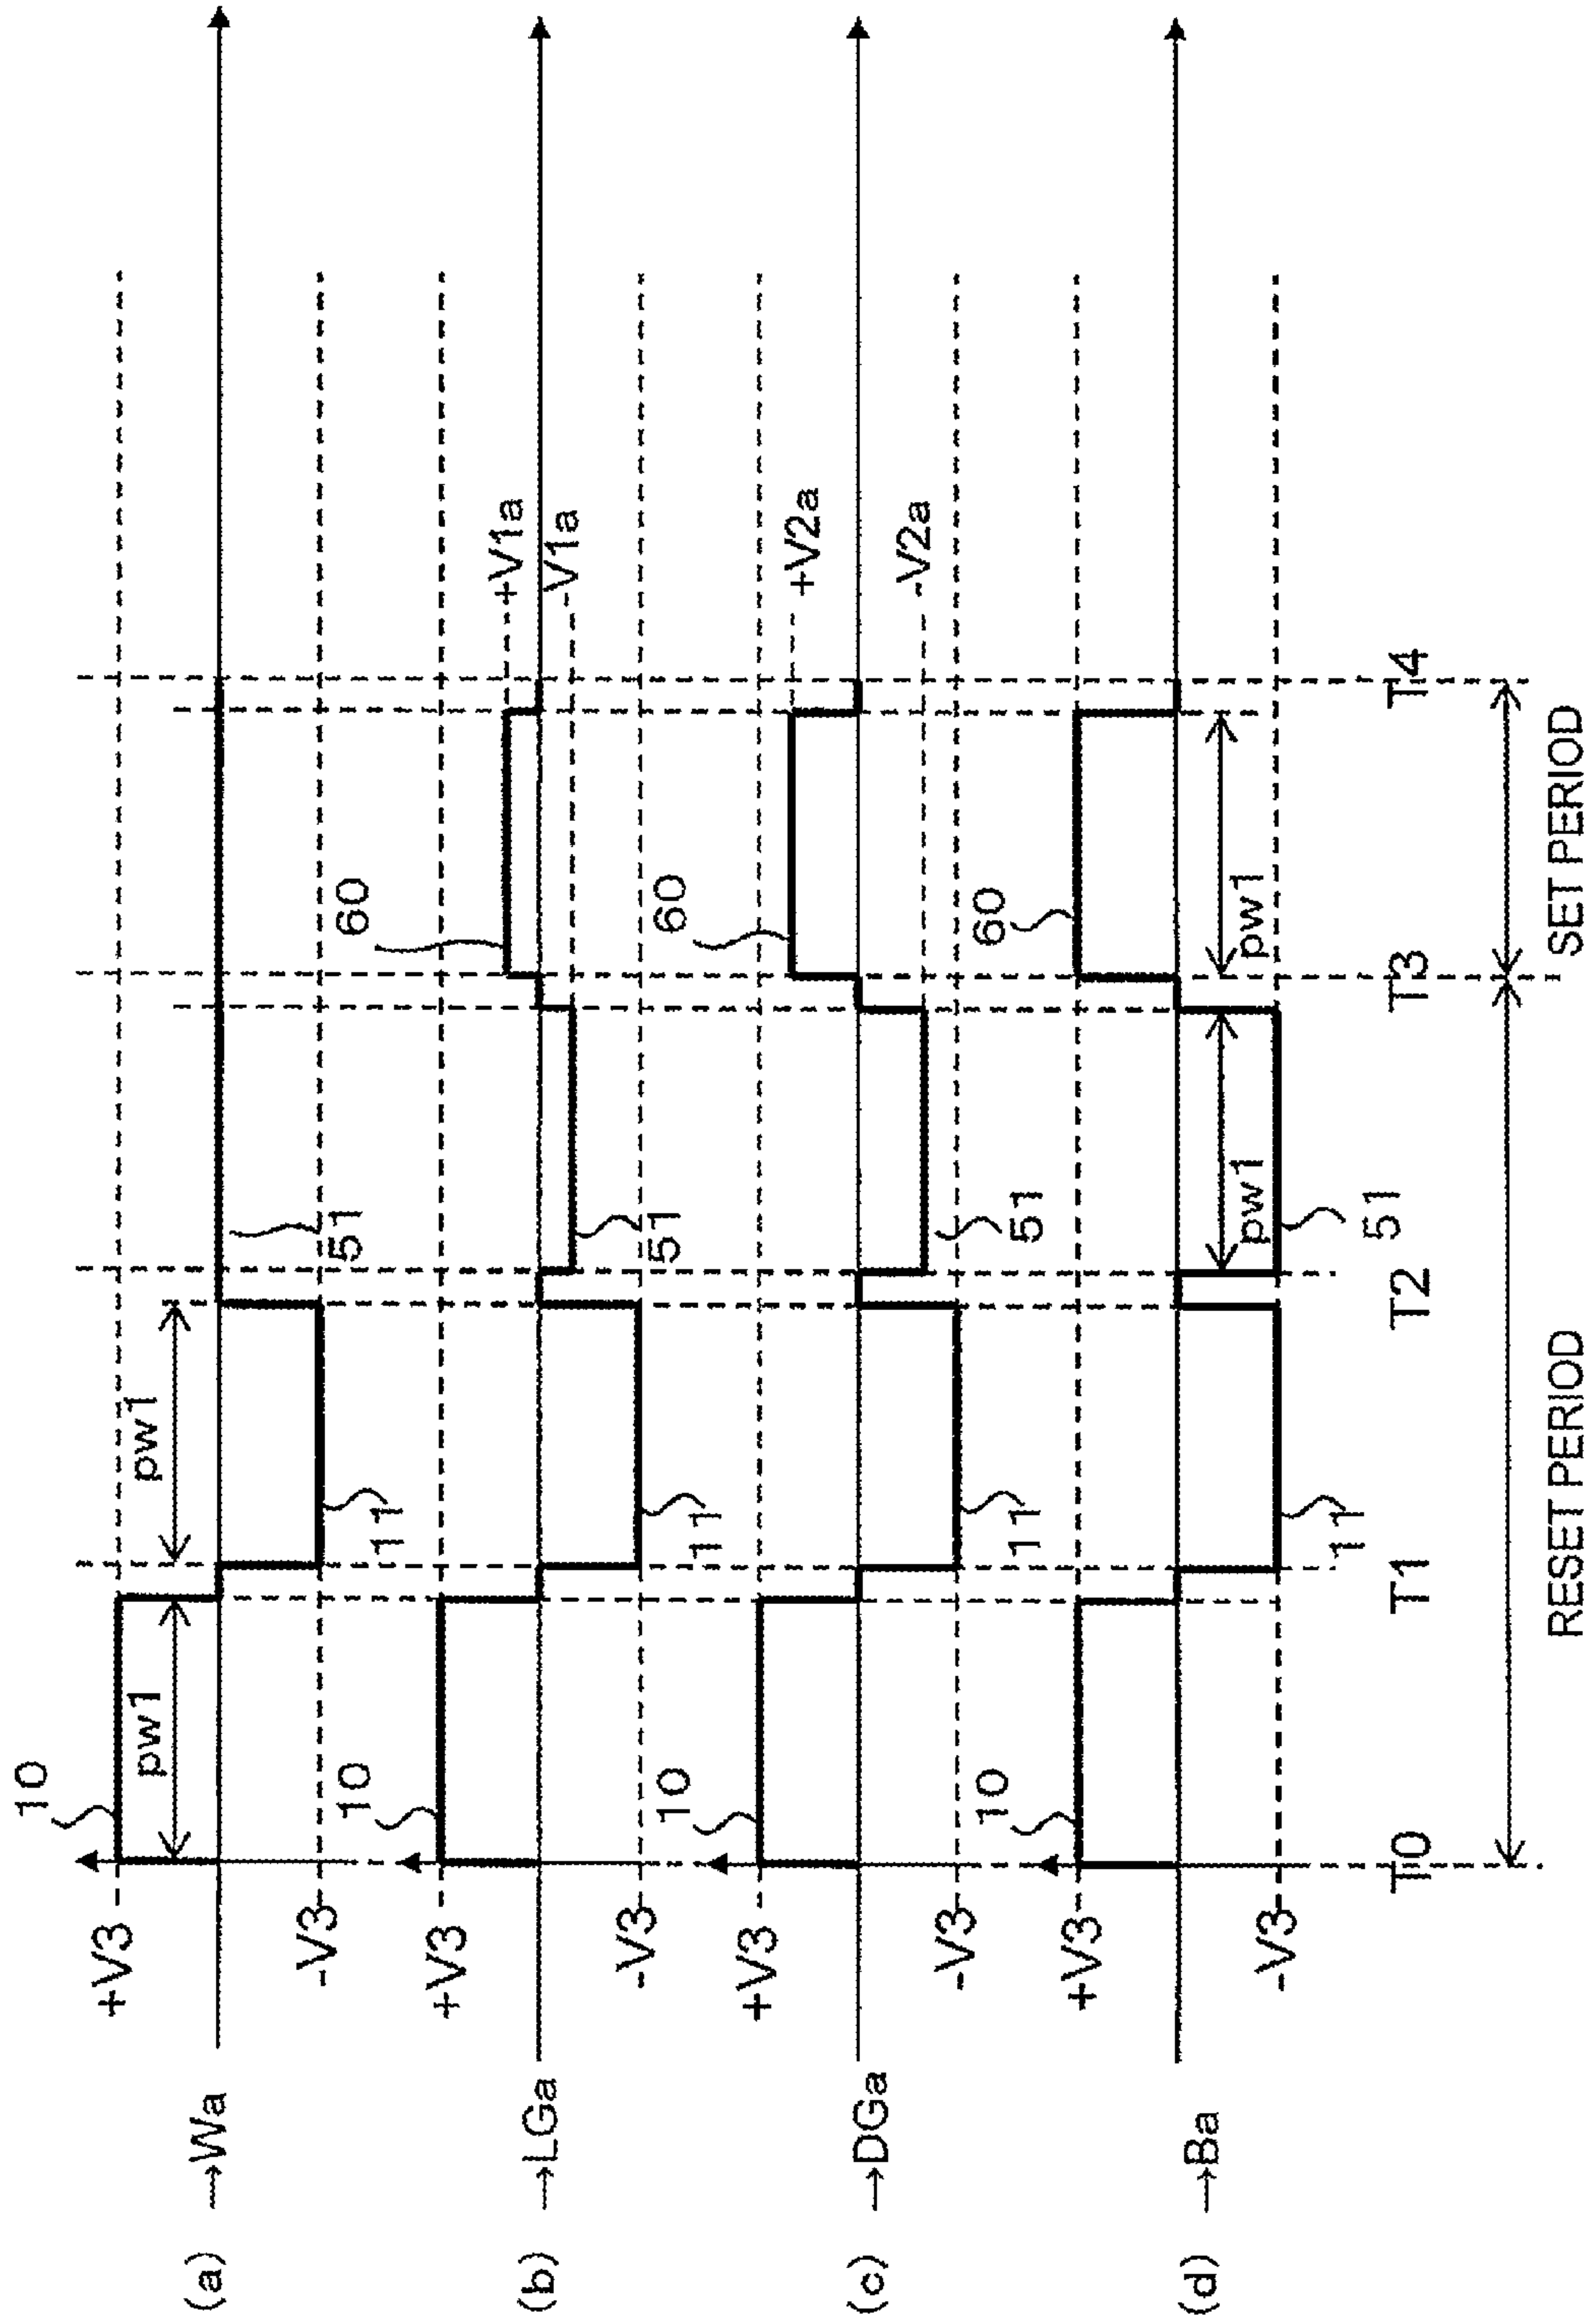 (a) →Wa
+V3
-V3
10
pw1
pw1
11
51
(b) →LGa
+V3
-V3
10
11
51
60
+V1a
-V1a
(c) →DGa
+V3
-V3
10
11
51
60
+V2a
-V2a
(d) →Ba
+V3
-V3
10
11
51
pw1
60
pw1
T0
T1
T2
T3
T4
RESET PERIOD
SET PERIOD